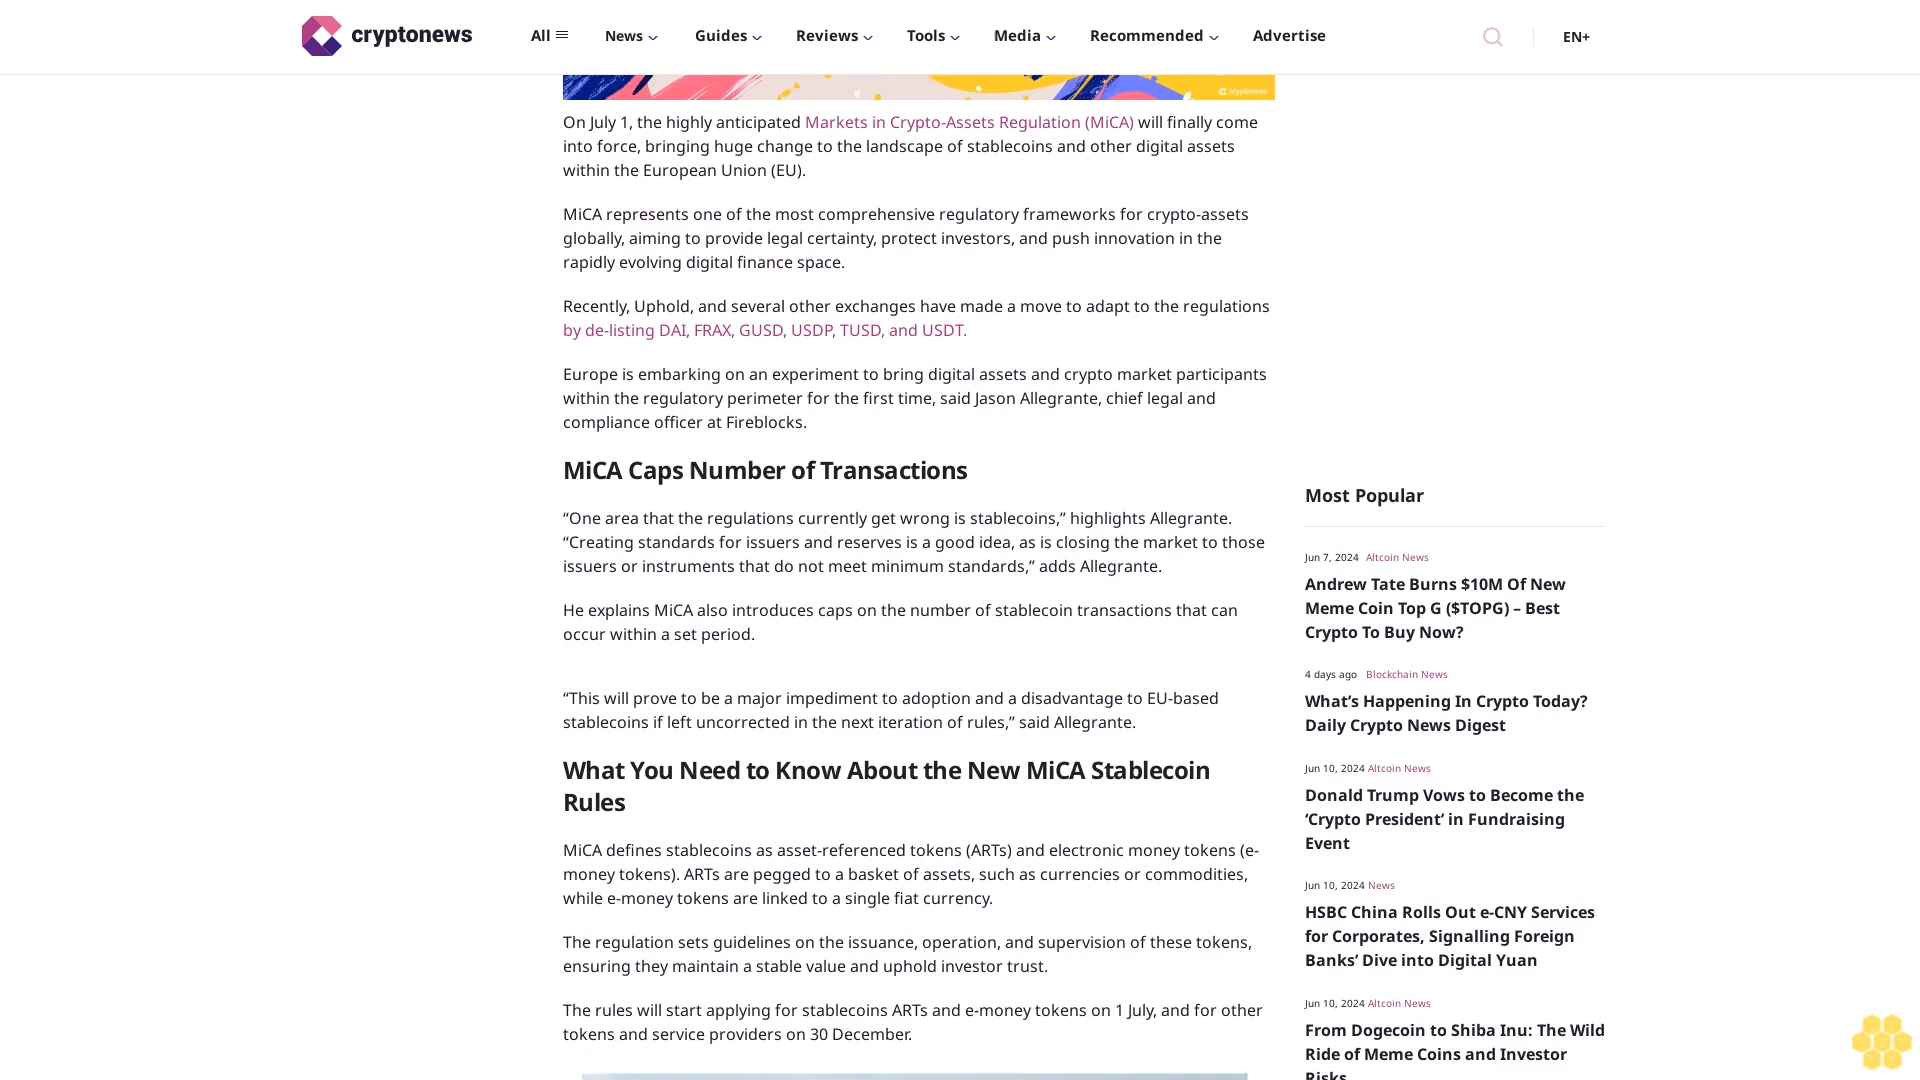 cryptonews
All
News
Guides
Reviews
Tools
Media
Recommended
Advertise
EN+
cryptonews
On July 1, the highly anticipated Markets in Crypto-Assets Regulation (MiCA) will finally come
into force, bringing huge change to the landscape of stablecoins and other digital assets
within the European Union (EU).
MiCA represents one of the most comprehensive regulatory frameworks for crypto-assets
globally, aiming to provide legal certainty, protect investors, and push innovation in the
rapidly evolving digital finance space.
Recently, Uphold, and several other exchanges have made a move to adapt to the regulations
by de-listing DAI, FRAX, GUSD, USDP, TUSD, and USDT.
Europe is embarking on an experiment to bring digital assets and crypto market participants
within the regulatory perimeter for the first time, said Jason Allegrante, chief legal and
compliance officer at Fireblocks.
MiCA Caps Number of Transactions
“One area that the regulations currently get wrong is stablecoins,” highlights Allegrante.
“Creating standards for issuers and reserves is a good idea, as is closing the market to those
issuers or instruments that do not meet minimum standards,” adds Allegrante.
He explains MiCA also introduces caps on the number of stablecoin transactions that can
occur within a set period.
“This will prove to be a major impediment to adoption and a disadvantage to EU-based
stablecoins if left uncorrected in the next iteration of rules,” said Allegrante.
What You Need to Know About the New MiCA Stablecoin
Rules
MiCA defines stablecoins as asset-referenced tokens (ARTs) and electronic money tokens (e-
money tokens). ARTs are pegged to a basket of assets, such as currencies or commodities,
while e-money tokens are linked to a single fiat currency.
The regulation sets guidelines on the issuance, operation, and supervision of these tokens,
ensuring they maintain a stable value and uphold investor trust.
The rules will start applying for stablecoins ARTs and e-money tokens on 1 July, and for other
tokens and service providers on 30 December.
Most Popular
Jun 7, 2024 Altcoin News
Andrew Tate Burns $10M Of New
Meme Coin Top G ($TOPG) – Best
Crypto To Buy Now?
4 days ago Blockchain News
What’s Happening In Crypto Today?
Daily Crypto News Digest
Jun 10, 2024 Altcoin News
Donald Trump Vows to Become the
‘Crypto President’ in Fundraising
Event
Jun 10, 2024 News
HSBC China Rolls Out e-CNY Services
for Corporates, Signalling Foreign
Banks’ Dive into Digital Yuan
Jun 10, 2024 Altcoin News
From Dogecoin to Shiba Inu: The Wild
Ride of Meme Coins and Investor
Risks